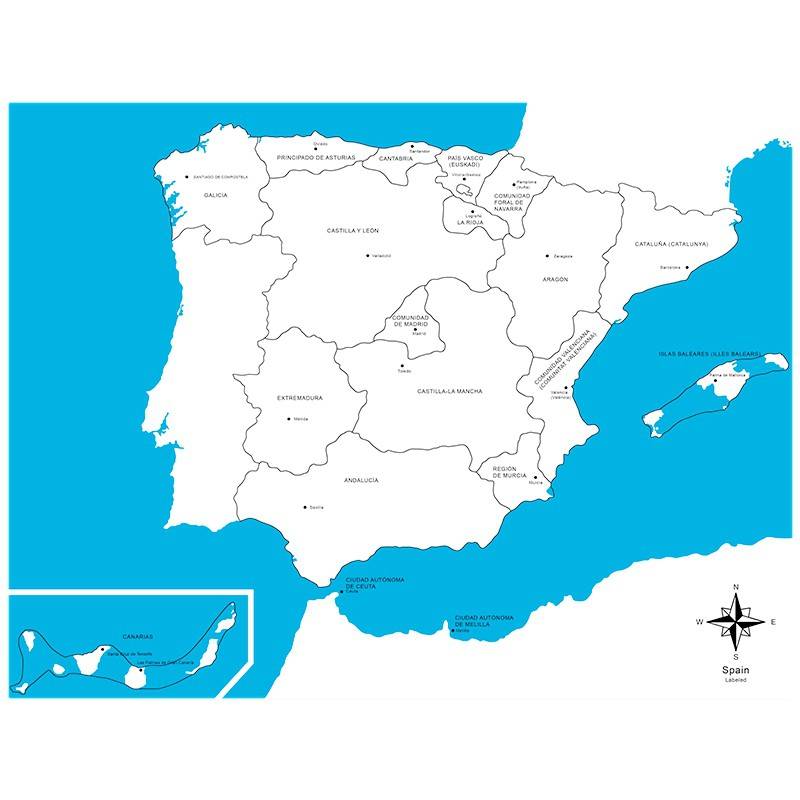 Oviedo
PRINCIPADO DE ASTURIAS
Santander
CANTABRIA
PAÍS VASCO
(EUSKADI)
Vitoria-Gasteiz
SANTIAGO DE COMPOSTELA
GALICIA
Pamplona
(Iruña)
COMUNIDAD
FORAL DE
NAVARRA
Logroño
LA RIOJA
CASTILLA Y LEÓN
Valladolid
Zaragoza
ARAGÓN
CATALUÑA (CATALUNYA)
Barcelona
COMUNIDAD
DE MADRID
Madrid
COMUNIDAD VALENCIANA
(COMUNITAT VALENCIANA)
ISLAS BALEARES (ILLES BALEARS)
Palma de Mallorca
Toledo
CASTILLA-LA MANCHA
Valencia
(València)
EXTREMADURA
Mérida
REGIÓN
DE MURCIA
Murcia
ANDALUCÍA
Sevilla
CIUDAD AUTÓNOMA
DE CEUTA
Ceuta
CIUDAD AUTÓNOMA
DE MELILLA
Melilla
CANARIAS
Santa Cruz de Tenerife
Las Palmas de Gran Canaria
N
W
E
S
Spain
Labeled